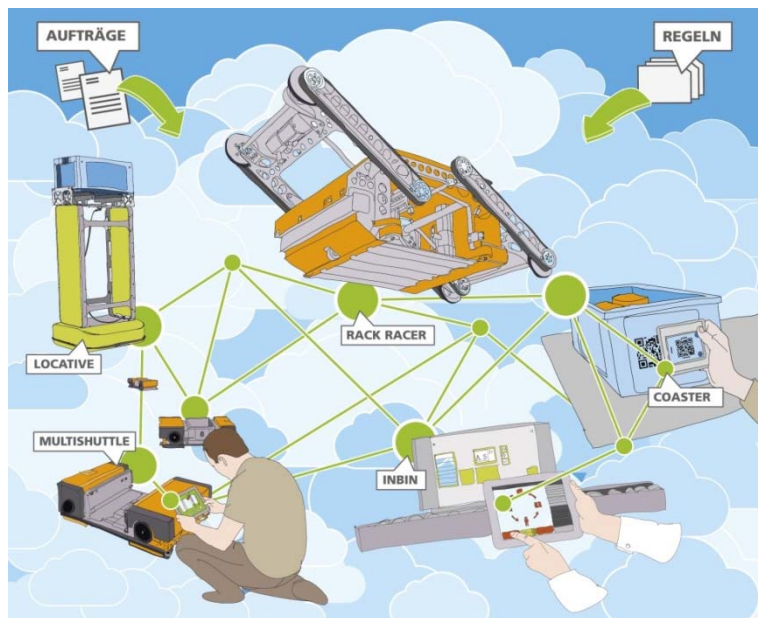 AUFTRÄGE
REGELN
RACK RACER
LOCATIVE
COASTER
MULTISHUTTLE
INBIN